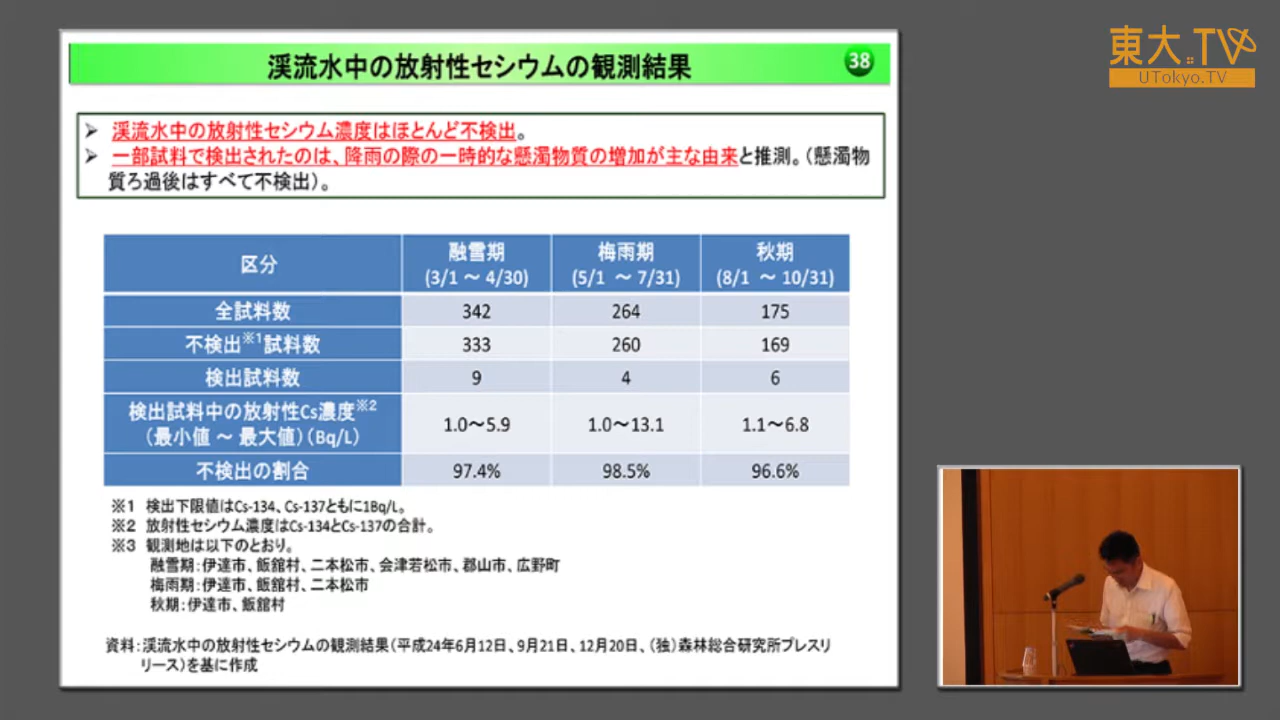 渓流水中の放射性セシウムの観測結果
38
東大.TV
UTokyo.TV
➢ 渓流水中の放射性セシウム濃度はほとんど不検出。
➢ 一部試料で検出されたのは、降雨の際の一時的な懸濁物質の増加が主な由来と推測。(懸濁物
質ろ過後はすべて不検出)。
区分 融雪期 (3/1 ～ 4/30) 梅雨期 (5/1 ～ 7/31) 秋期 (8/1 ～ 10/31)
全試料数 342 264 175
不検出※1試料数 333 260 169
検出試料数 9 4 6
検出試料中の放射性Cs濃度※2
(最小値 ～ 最大値)(Bq/L) 1.0～5.9 1.0～13.1 1.1～6.8
不検出の割合 97.4% 98.5% 96.6%
※1 検出下限値はCs-134、Cs-137ともに1Bq/L。
※2 放射性セシウム濃度はCs-134とCs-137の合計。
※3 観測地は以下のとおり。
融雪期:伊達市、飯舘村、二本松市、会津若松市、郡山市、広野町
梅雨期:伊達市、飯舘村、二本松市
秋期:伊達市、飯舘村
資料:渓流水中の放射性セシウムの観測結果(平成24年6月12日、9月21日、12月20日、(独)森林総合研究所プレスリ
リース)を基に作成